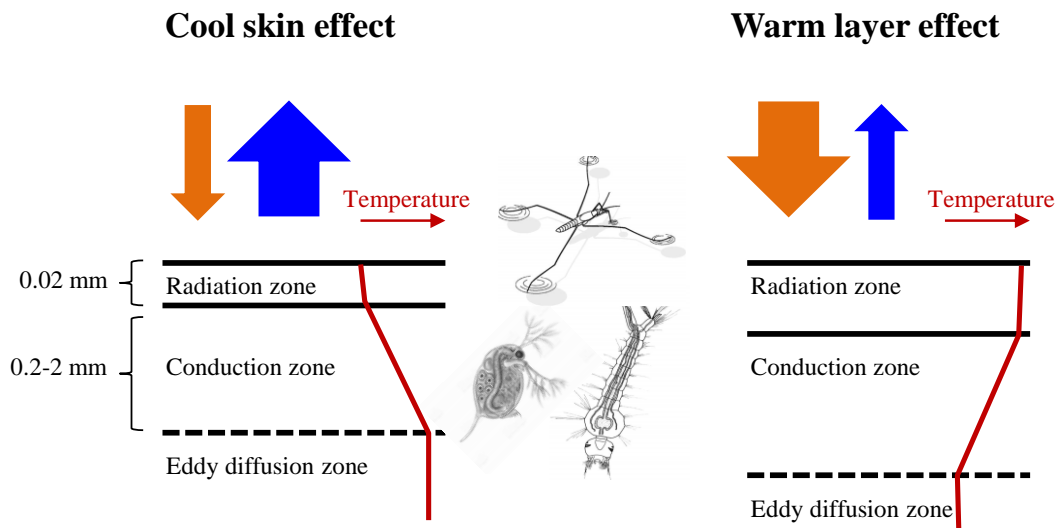 Cool skin effect
Warm layer effect
Temperature
Temperature
0.02 mm
Radiation zone
Radiation zone
0.2-2 mm
Conduction zone
Conduction zone
Eddy diffusion zone
Eddy diffusion zone